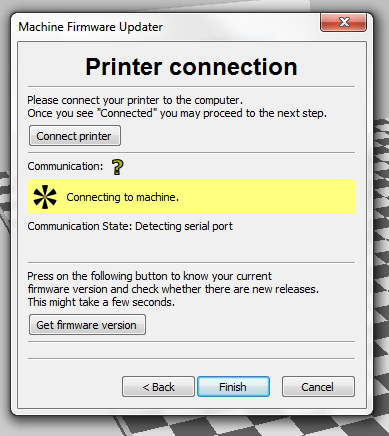 Machine Firmware Updater
Printer connection
Please connect your printer to the computer.
Once you see "Connected" you may proceed to the next step.
Connect printer
Communication: ?
Connecting to machine.
Communication State: Detecting serial port
Press on the following button to know your current
firmware version and check whether there are new releases.
This might take a few seconds.
Get firmware version
< Back Finish Cancel